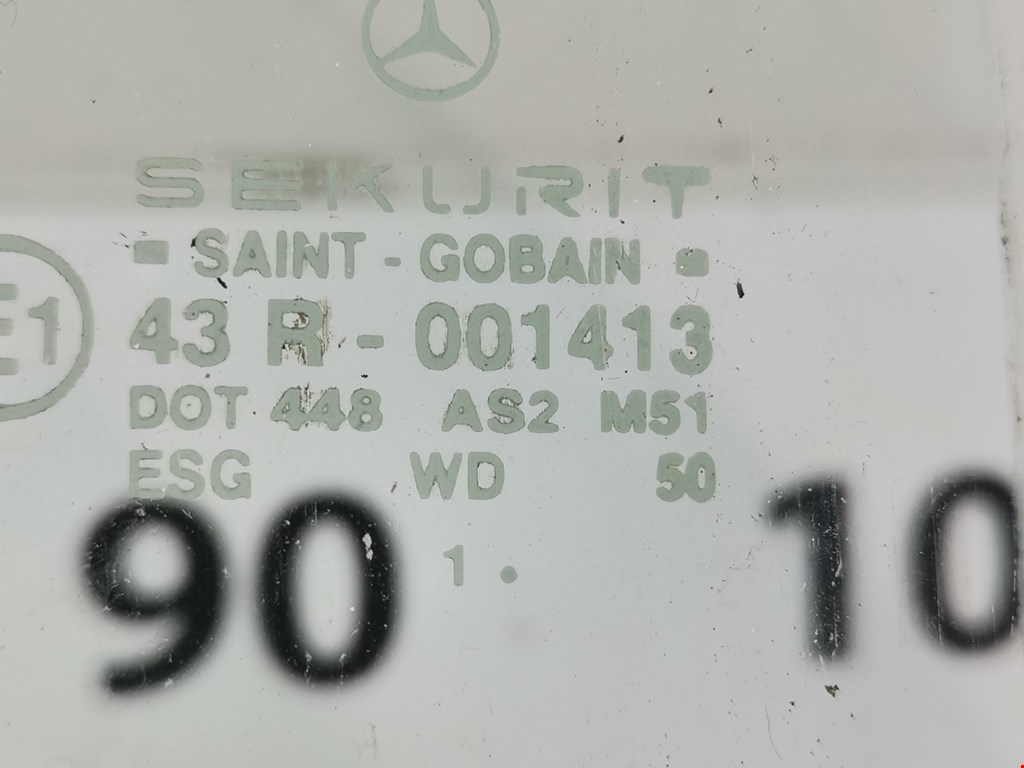 SEKURIT
▪ SAINT - GOBAIN ▪
E1
43 R - 001413
DOT 448 AS2 M51
ESG WD 50
1 .
90 10